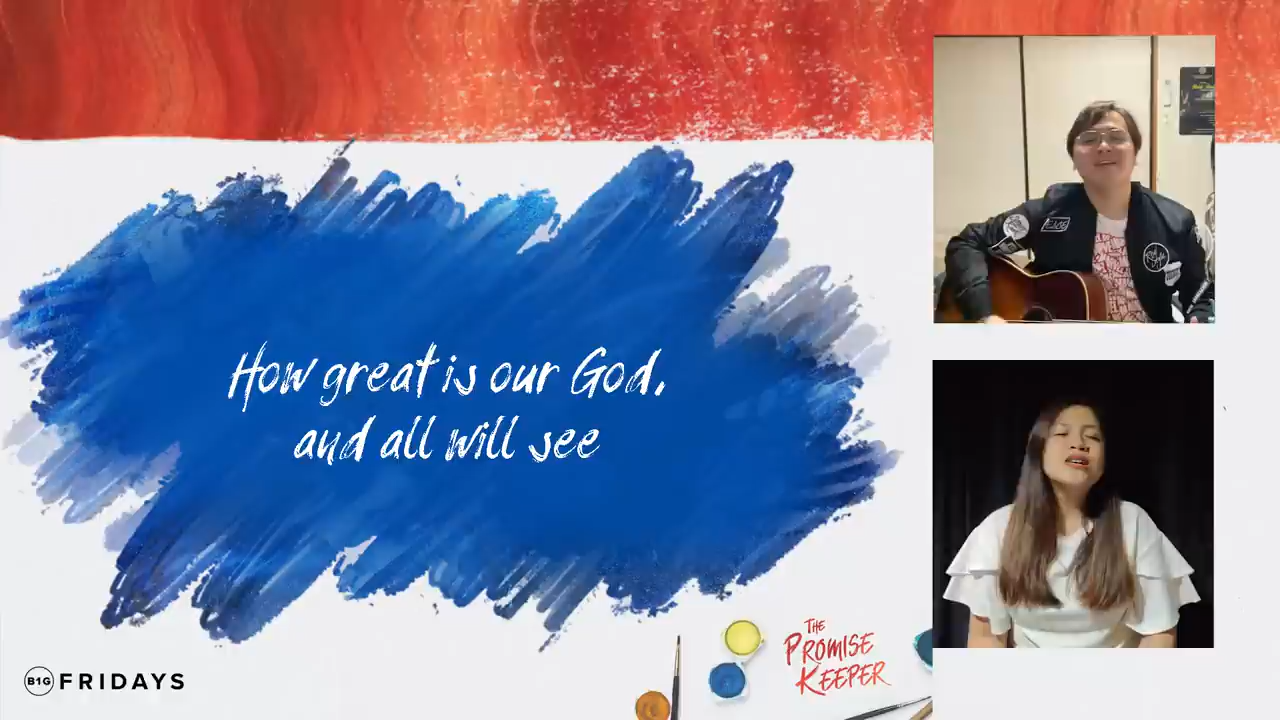 How great is our God,
and all will see
B1G FRIDAYS
THE
PROMISE
KEEPER